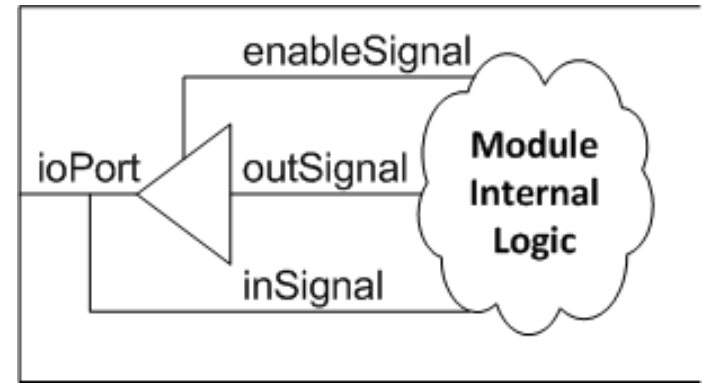 enableSignal
ioPort
outSignal
inSignal
Module
Internal
Logic